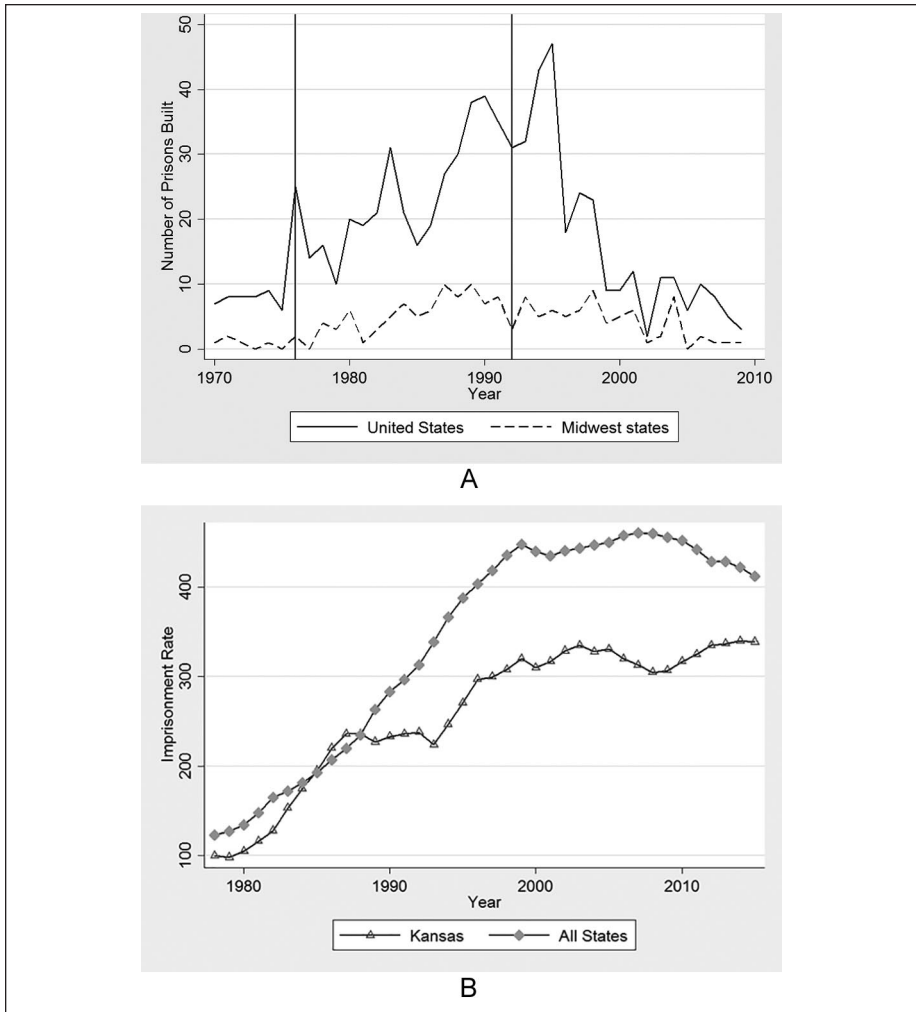 50
40
30
20
10
0
Number of Prisons Built
1970 1980 1990 2000 2010
Year
United States Midwest states
A
400
300
200
100
Imprisonment Rate
1980 1990 2000 2010
Year
Kansas All States
B